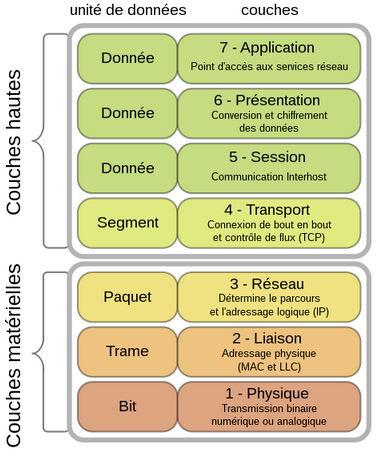 unité de données couches
Couches hautes
Donnée
7 - Application
Point d'accès aux services réseau
Donnée
6 - Présentation
Conversion et chiffrement
des données
Donnée
5 - Session
Communication Interhost
Segment
4 - Transport
Connexion de bout en bout
et contrôle de flux (TCP)
Couches matérielles
Paquet
3 - Réseau
Détermine le parcours
et l'adressage logique (IP)
Trame
2 - Liaison
Adressage physique
(MAC et LLC)
Bit
1 - Physique
Transmission binaire
numérique ou analogique